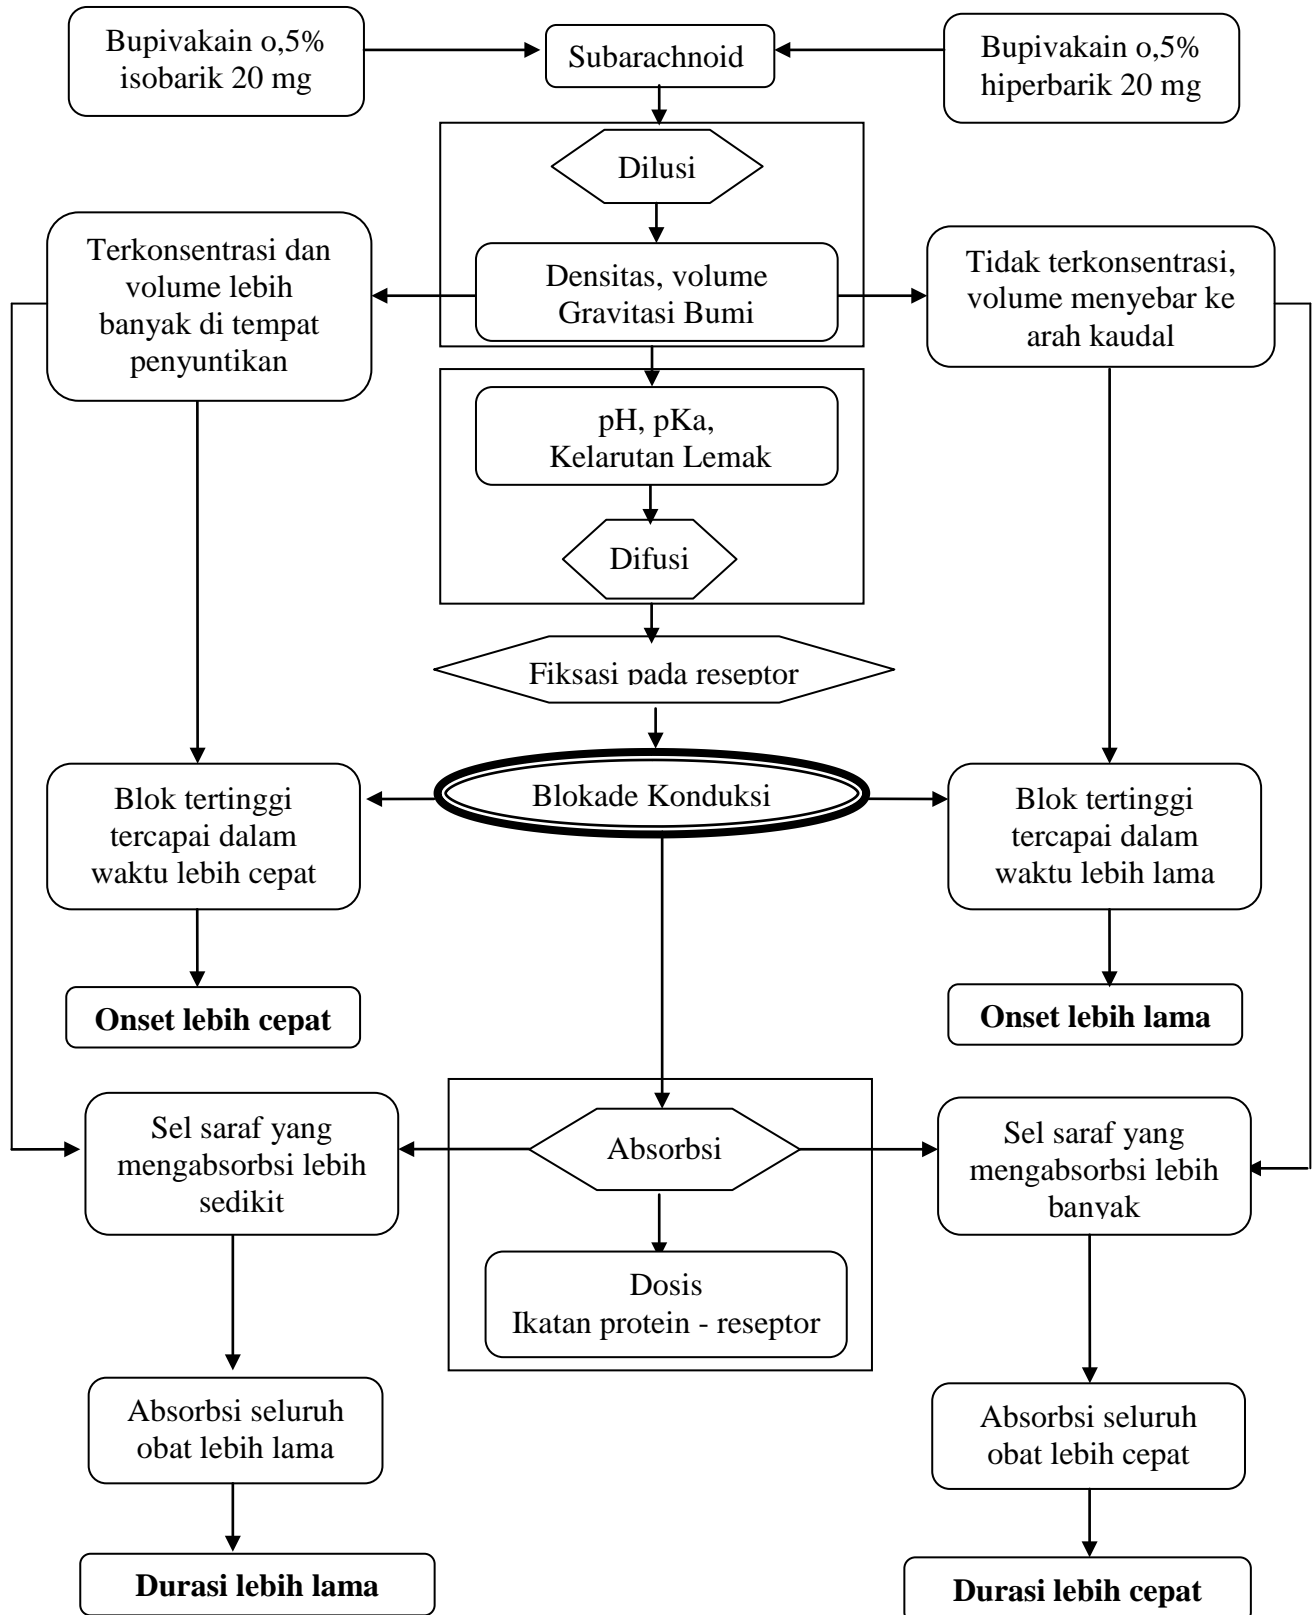 Bupivakain o,5%
isobarik 20 mg
Subarachnoid
Bupivakain o,5%
hiperbarik 20 mg
Dilusi
Terkonsentrasi dan
volume lebih
banyak di tempat
penyuntikan
Densitas, volume
Gravitasi Bumi
Tidak terkonsentrasi,
volume menyebar ke
arah kaudal
pH, pKa,
Kelarutan Lemak
Difusi
Fiksasi pada reseptor
Blok tertinggi
tercapai dalam
waktu lebih cepat
Blokade Konduksi
Blok tertinggi
tercapai dalam
waktu lebih lama
Onset lebih cepat
Onset lebih lama
Sel saraf yang
mengabsorbsi lebih
sedikit
Absorbsi
Sel saraf yang
mengabsorbsi lebih
banyak
Dosis
Ikatan protein - reseptor
Absorbsi seluruh
obat lebih lama
Absorbsi seluruh
obat lebih cepat
Durasi lebih lama
Durasi lebih cepat